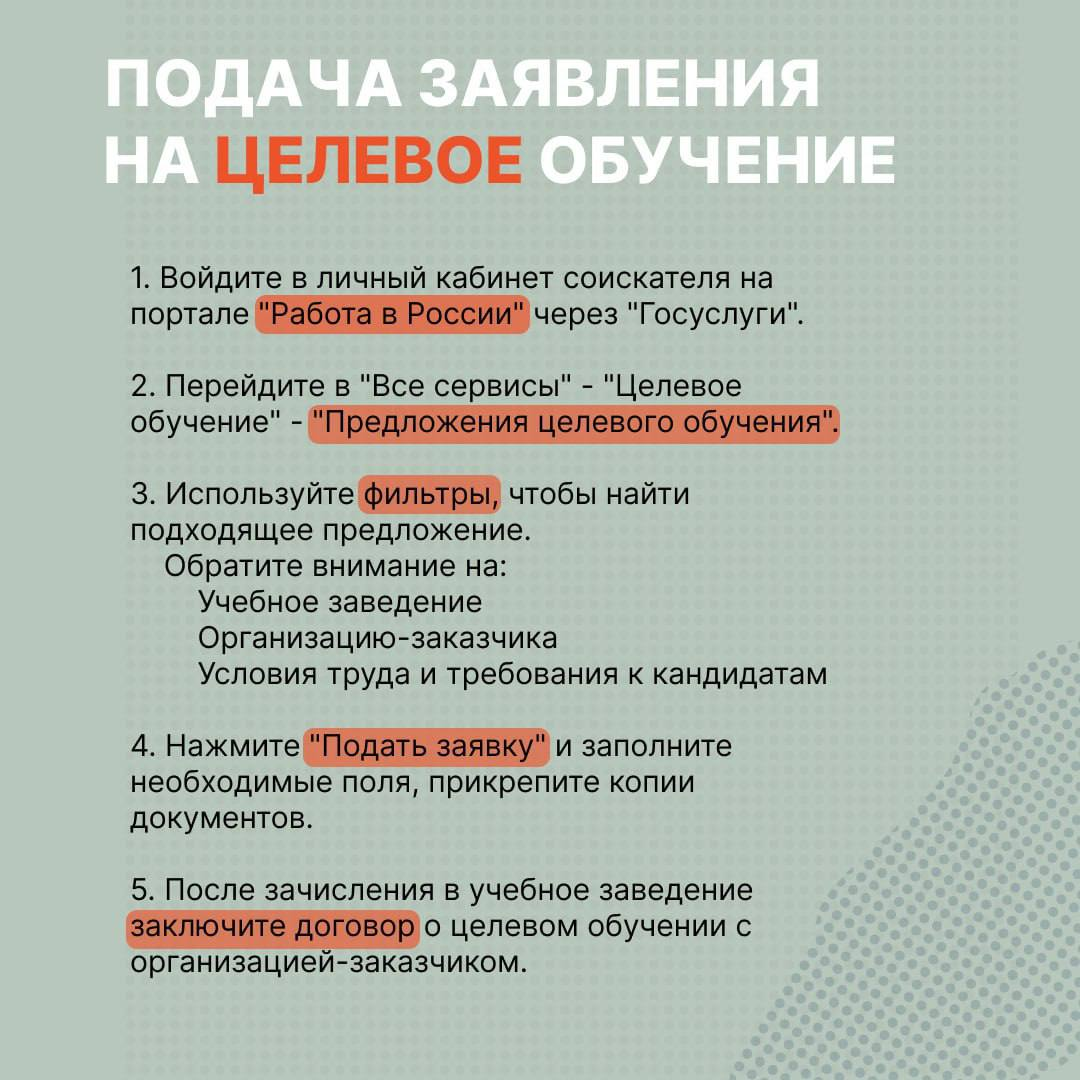 ПОДАЧА ЗАЯВЛЕНИЯ
НА ЦЕЛЕВОЕ ОБУЧЕНИЕ
1. Войдите в личный кабинет соискателя на
портале "Работа в России" через "Госуслуги".
2. Перейдите в "Все сервисы" - "Целевое
обучение" - "Предложения целевого обучения".
3. Используйте фильтры, чтобы найти
подходящее предложение.
Обратите внимание на:
Учебное заведение
Организацию-заказчика
Условия труда и требования к кандидатам
4. Нажмите "Подать заявку" и заполните
необходимые поля, прикрепите копии
документов.
5. После зачисления в учебное заведение
заключите договор о целевом обучении с
организацией-заказчиком.